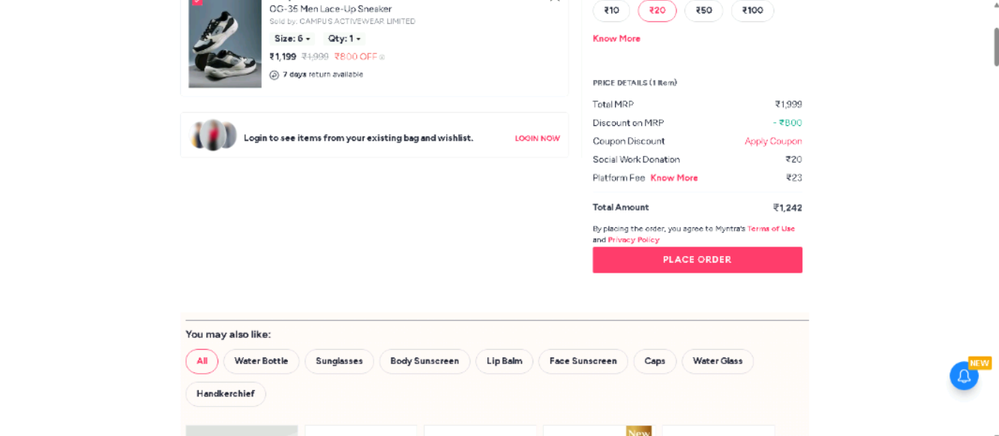 OG-35 Men Lace-Up Sneaker
Sold by: CAMPUS ACTIVEWEAR LIMITED
Size: 6 Qty: 1
₹1,199 ₹1,999 ₹800 OFF
7 days return available
Login to see items from your existing bag and wishlist. LOGIN NOW
₹10 ₹20 ₹50 ₹100
Know More
PRICE DETAILS (1 Item)
Total MRP ₹1,999
Discount on MRP - ₹800
Coupon Discount Apply Coupon
Social Work Donation ₹20
Platform Fee Know More ₹23
Total Amount ₹1,242
By placing the order, you agree to Myntra's Terms of Use
and Privacy Policy
PLACE ORDER
You may also like:
All Water Bottle Sunglasses Body Sunscreen Lip Balm Face Sunscreen Caps Water Glass
Handkerchief
NEW
New